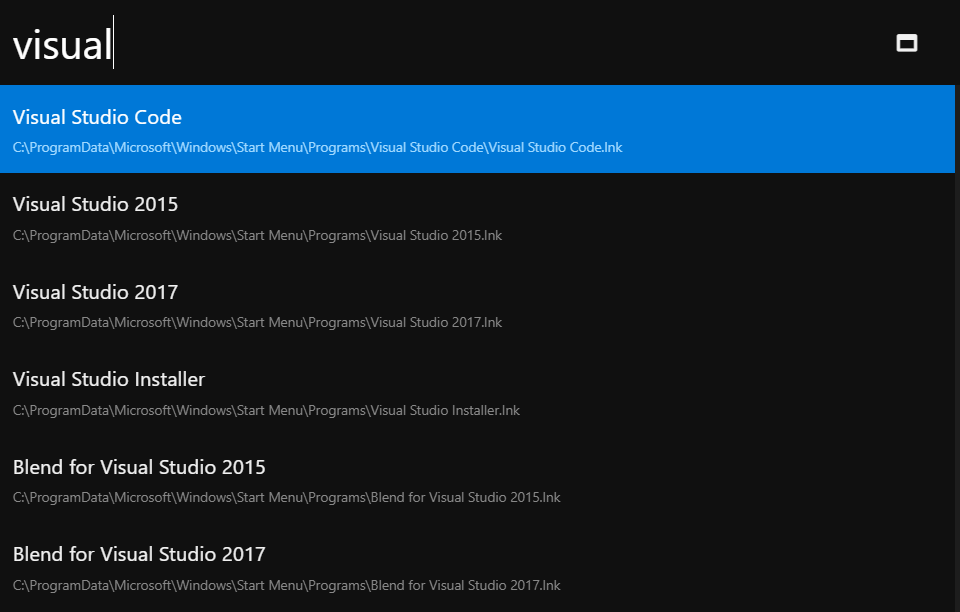 visual
Visual Studio Code
C:\ProgramData\Microsoft\Windows\Start Menu\Programs\Visual Studio Code\Visual Studio Code.lnk
Visual Studio 2015
C:\ProgramData\Microsoft\Windows\Start Menu\Programs\Visual Studio 2015.lnk
Visual Studio 2017
C:\ProgramData\Microsoft\Windows\Start Menu\Programs\Visual Studio 2017.lnk
Visual Studio Installer
C:\ProgramData\Microsoft\Windows\Start Menu\Programs\Visual Studio Installer.lnk
Blend for Visual Studio 2015
C:\ProgramData\Microsoft\Windows\Start Menu\Programs\Blend for Visual Studio 2015.lnk
Blend for Visual Studio 2017
C:\ProgramData\Microsoft\Windows\Start Menu\Programs\Blend for Visual Studio 2017.lnk